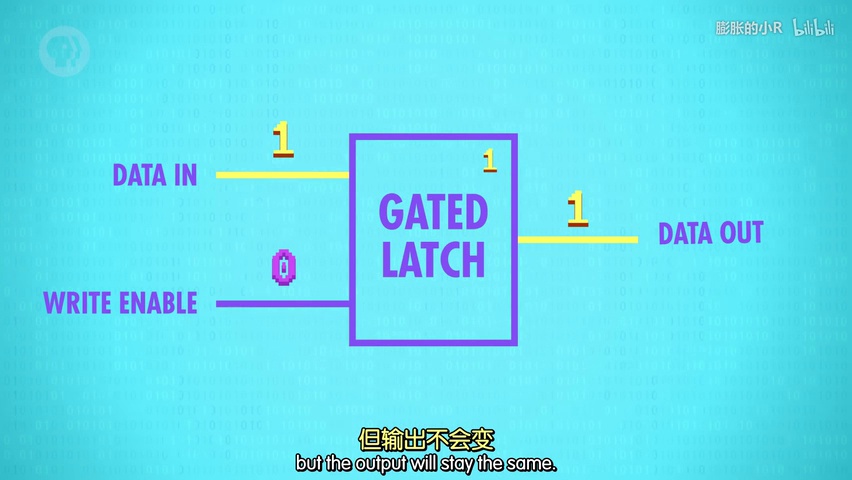 膨胀的小R bilibili
1
DATA IN
1
GATED
LATCH
1
DATA OUT
0
WRITE ENABLE
但输出不会变
but the output will stay the same.